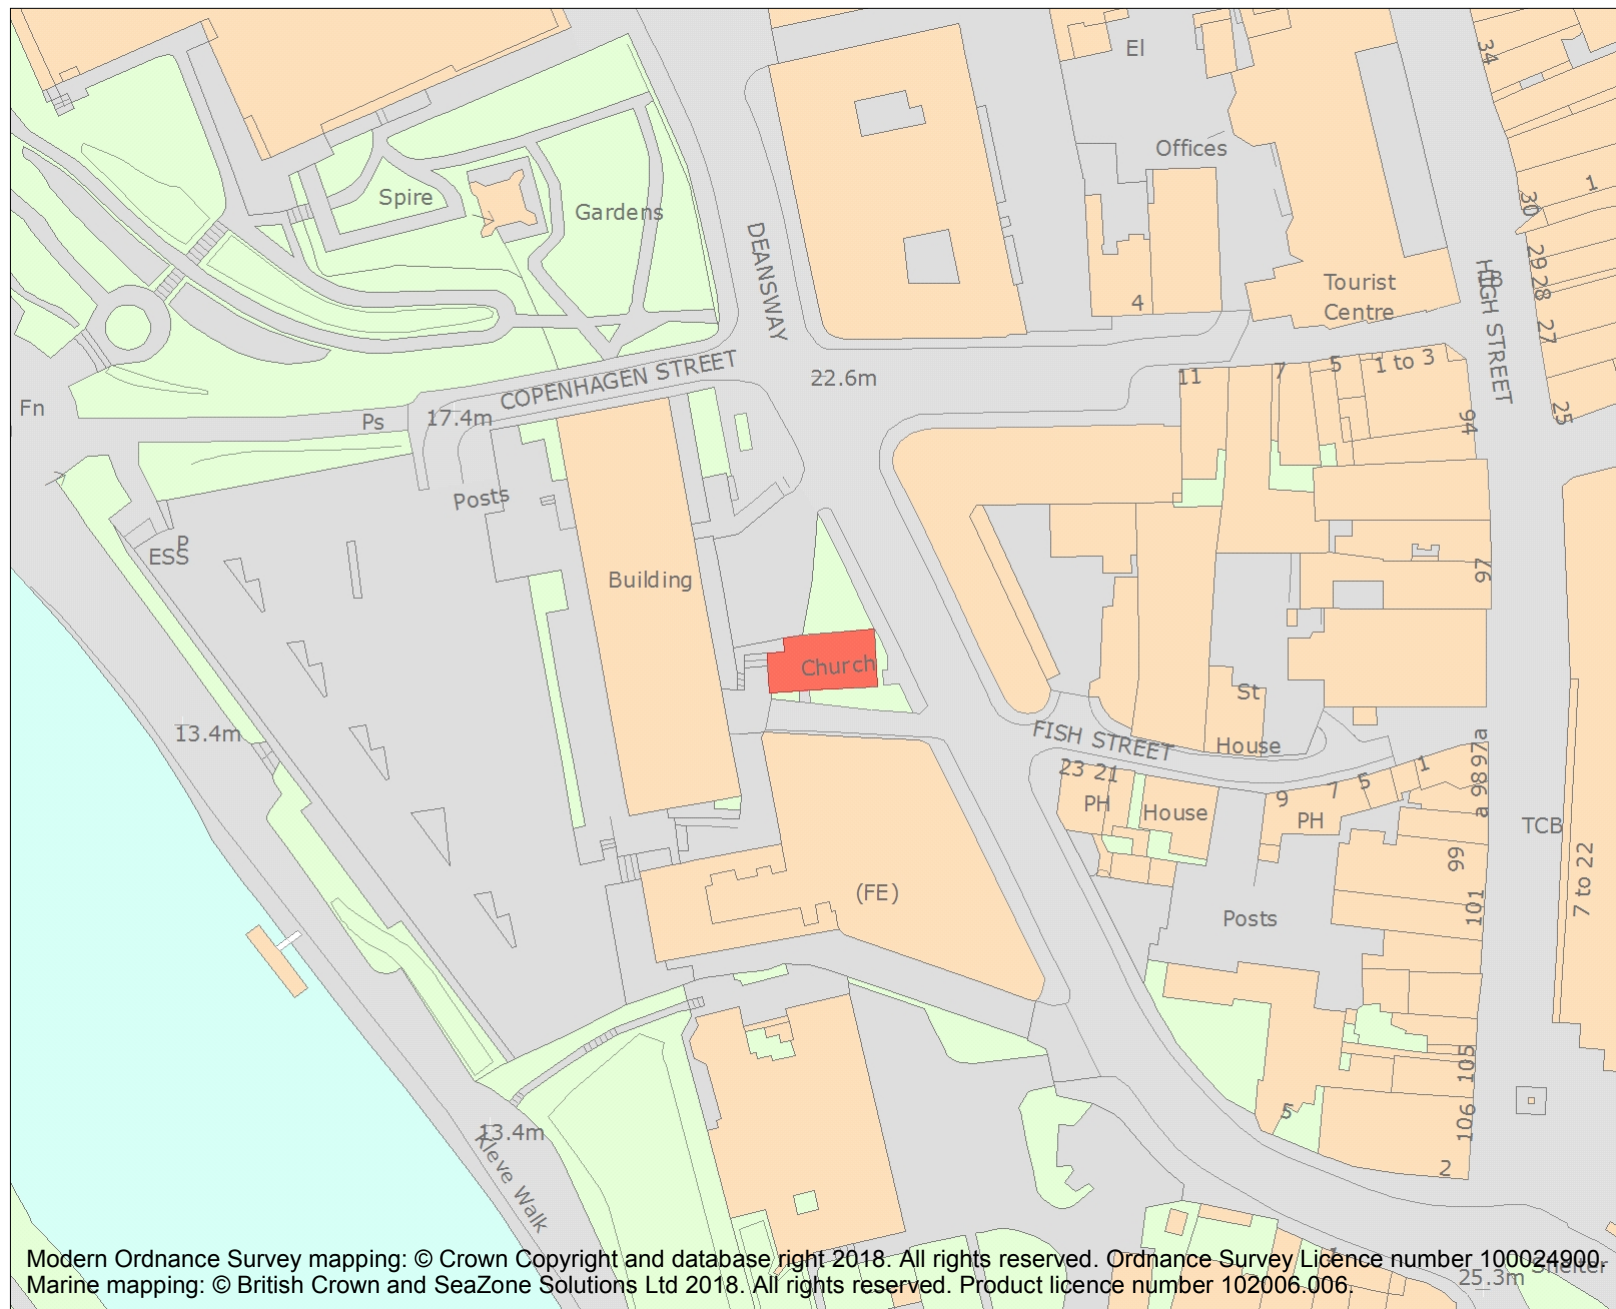 34
El
Offices
1
Spire
Gardens
30
DEANSWAY
29
28
Tourist
Centre
4
27
HIGH STREET
COPENHAGEN STREET
22.6m
11
7
5
1 to 3
25
Fn
Ps
17.4m
94
Posts
P
ESS
97
Building
Church
St
13.4m
FISH STREET
House
97a
23
21
PH
House
9
7
5
1
PH
a 98
TCB
99
7 to 22
(FE)
101
Posts
105
5
106
13.4m
Kleve Walk
2
Modern Ordnance Survey mapping: © Crown Copyright and database right 2018. All rights reserved. Ordnance Survey Licence number 100024900.
Marine mapping: © British Crown and SeaZone Solutions Ltd 2018. All rights reserved. Product licence number 102006.006.
25.3m
Shelter